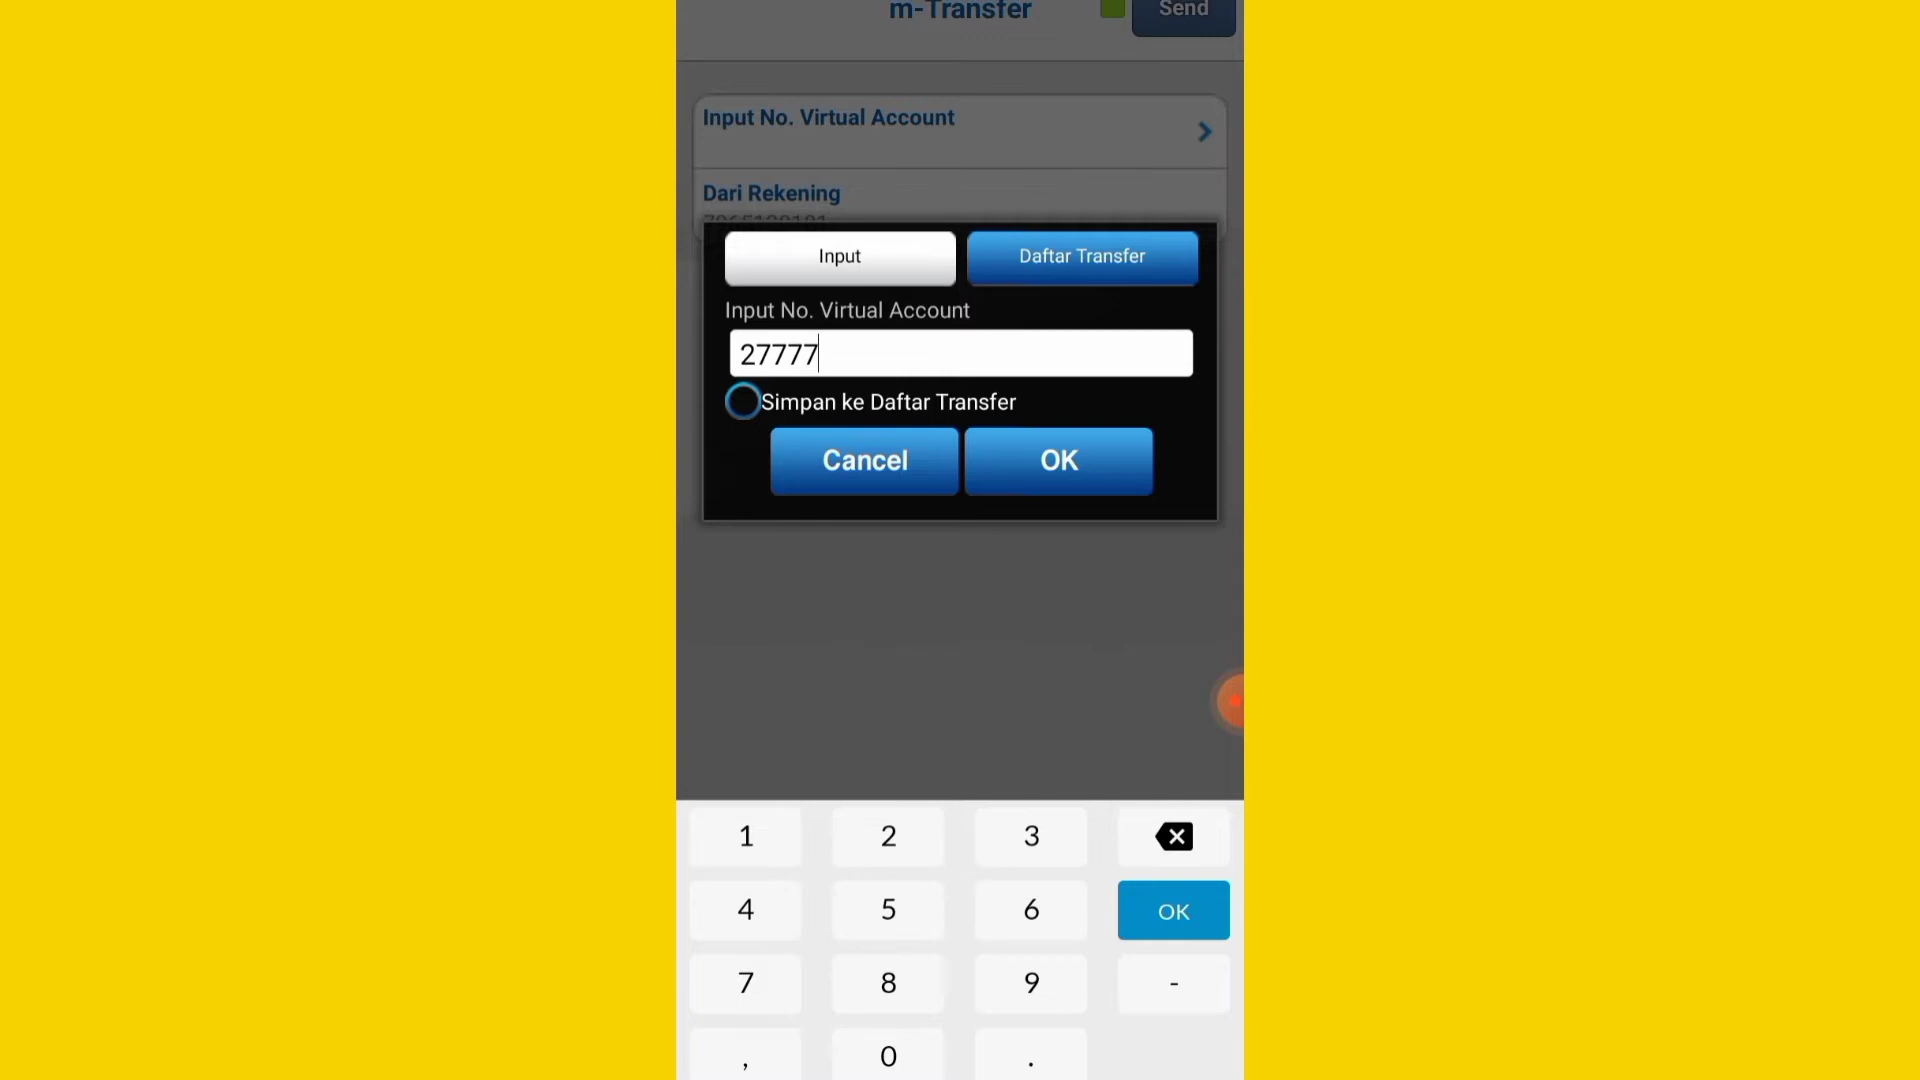 m-Transfer
Send
Input No. Virtual Account
Dari Rekening
Input
Daftar Transfer
Input No. Virtual Account
27777
Simpan ke Daftar Transfer
Cancel
OK
1
2
3
4
5
6
OK
7
8
9
-
,
0
.